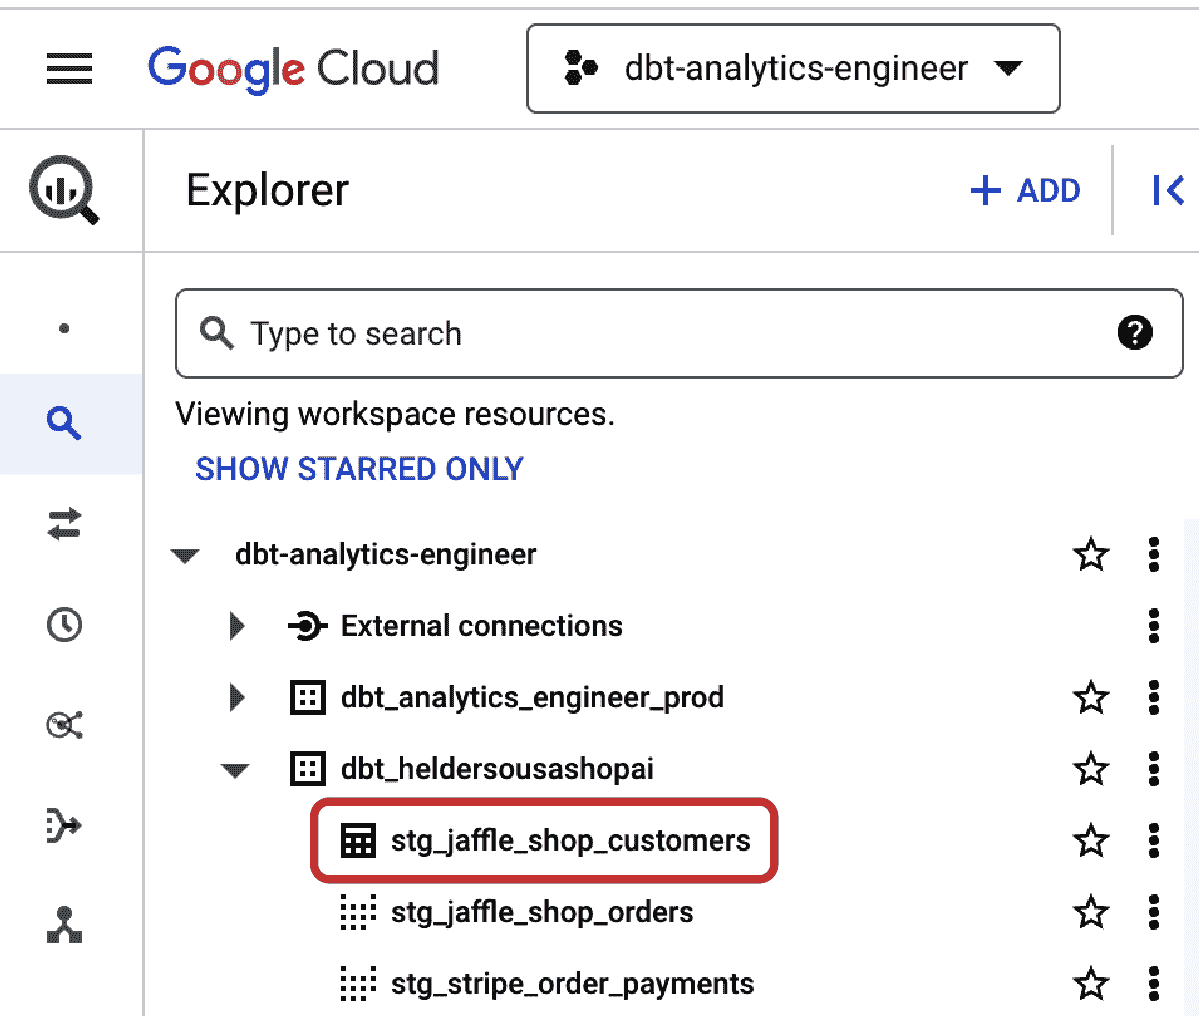 Google Cloud
dbt-analytics-engineer
Explorer
+ ADD
Type to search
?
Viewing workspace resources.
SHOW STARRED ONLY
dbt-analytics-engineer
External connections
dbt_analytics_engineer_prod
dbt_heldersousashopai
stg_jaffle_shop_customers
stg_jaffle_shop_orders
stg_stripe_order_payments